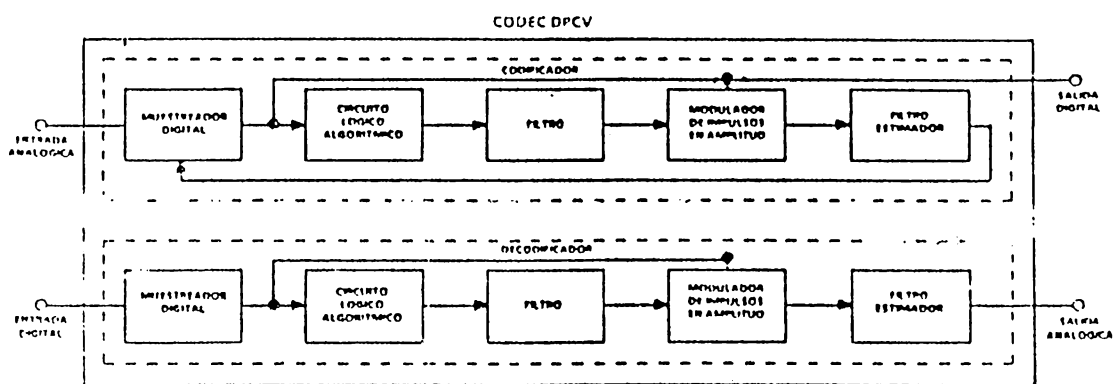 CODEC DPCV
CODIFICADOR
MUESTREADOR
DIGITAL
CIRCUITO
LOGICO
ALGORITMICO
FILTRO
MODULADOR
DE IMPULSOS
EN AMPLITUD
FILTRO
ESTIMADOR
ENTRADA
ANALOGICA
SALIDA
DIGITAL
DECODIFICADOR
MUESTREADOR
DIGITAL
CIRCUITO
LOGICO
ALGORITMICO
FILTRO
MODULADOR
DE IMPULSOS
EN AMPLITUD
FILTRO
ESTIMADOR
ENTRADA
DIGITAL
SALIDA
ANALOGICA